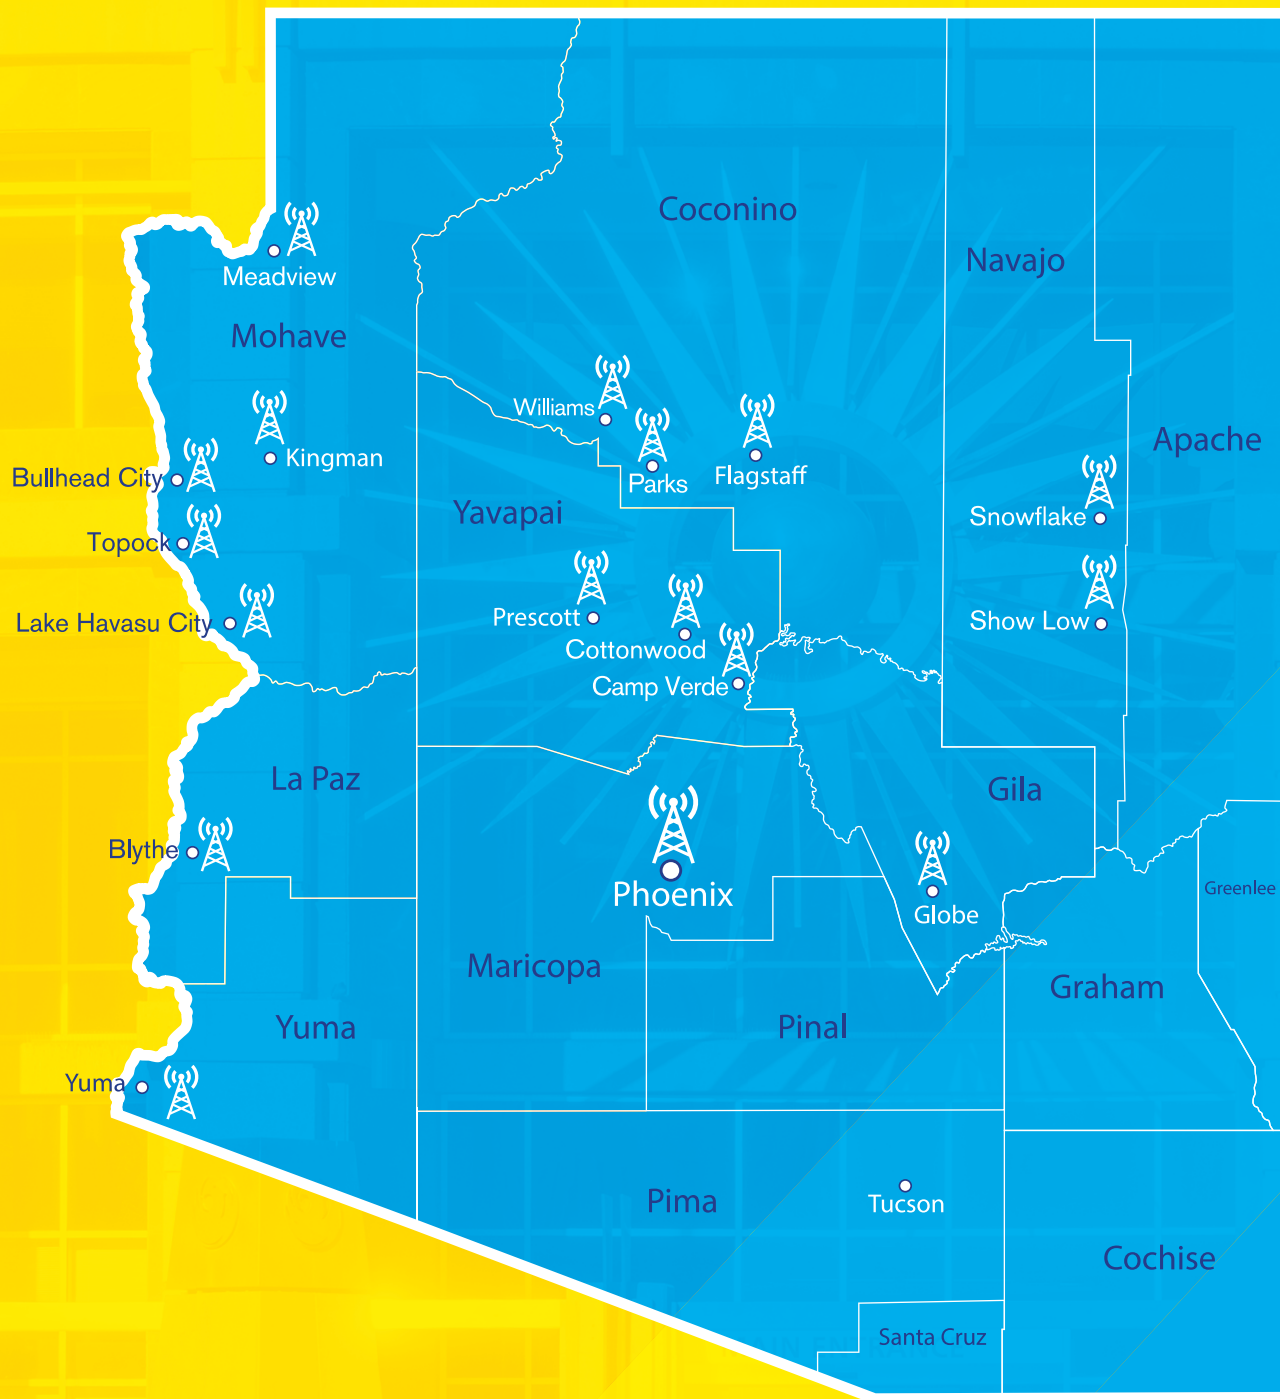 Coconino
Navajo
Meadview
Mohave
Williams
Kingman
Flagstaff
Parks
Apache
Bullhead City
Yavapai
Snowflake
Topock
Prescott
Lake Havasu City
Show Low
Cottonwood
Camp Verde
La Paz
Gila
Blythe
Phoenix
Greenlee
Globe
Maricopa
Graham
Yuma
Pinal
Yuma
Pima
Tucson
Cochise
Santa Cruz